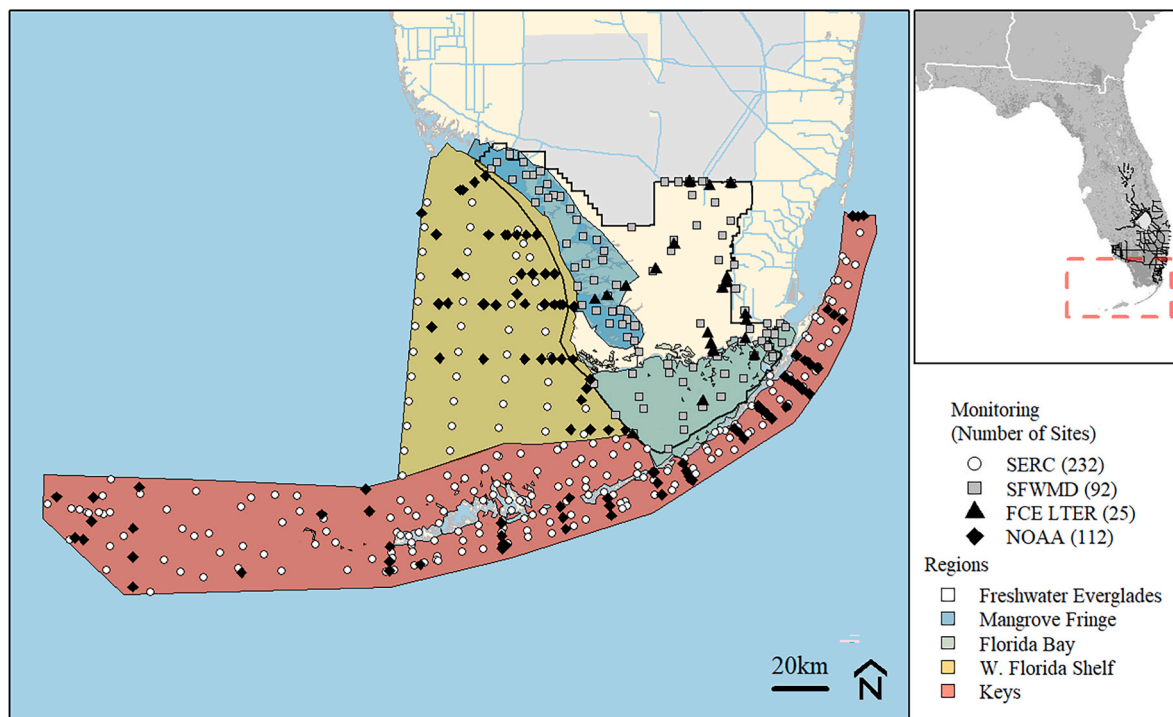 20km
N
Monitoring
(Number of Sites)
SERC (232)
SFWMD (92)
FCE LTER (25)
NOAA (112)
Regions
Freshwater Everglades
Mangrove Fringe
Florida Bay
W. Florida Shelf
Keys